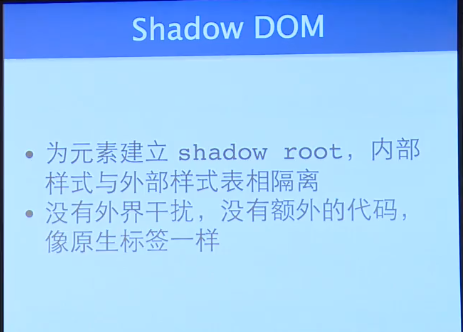 Shadow DOM
• 为元素建立 shadow root，内部
样式与外部样式表相隔离
• 没有外界干扰，没有额外的代码，
像原生标签一样